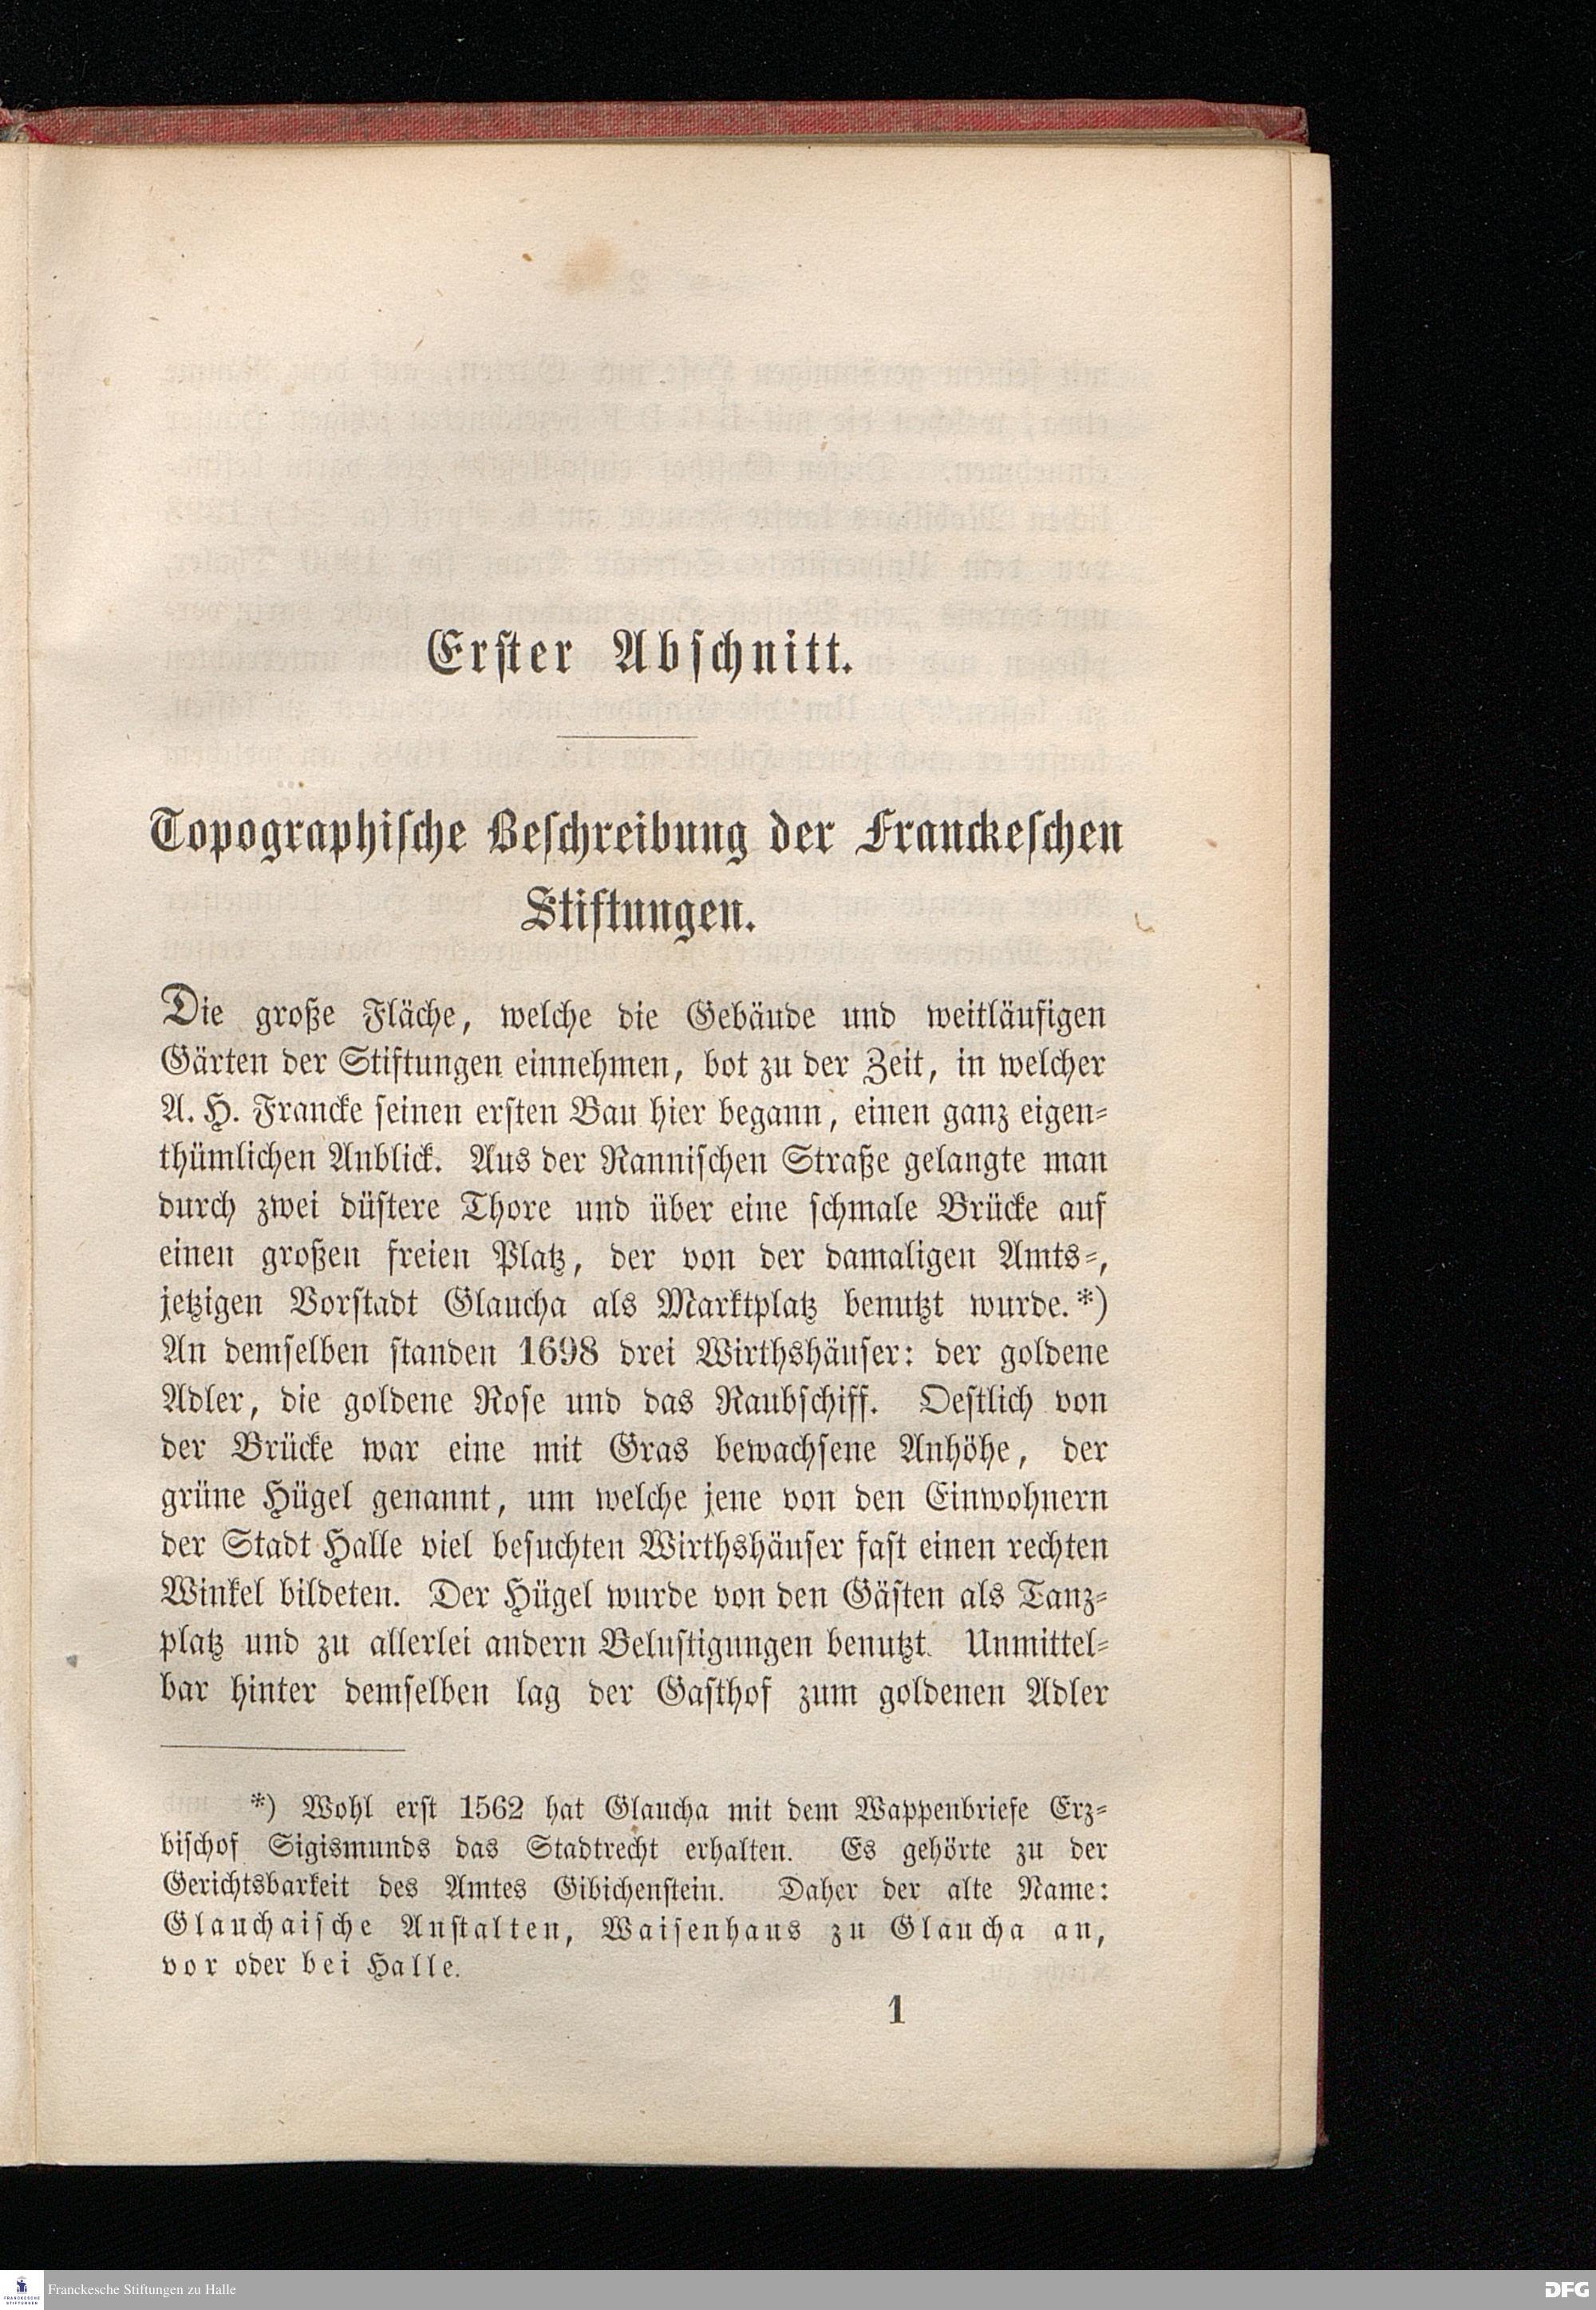 Erster Abschnitt.
Topographische Beschreibung der Franckeschen
Stiftungen.
Die große Fläche, welche die Gebäude und weitläufigen
Gärten der Stiftungen einnehmen, bot zu der Zeit, in welcher
A. H. Francke seinen ersten Bau hier begann, einen ganz eigen-
thümlichen Anblick. Aus der Rannischen Straße gelangte man
durch zwei düstere Thore und über eine schmale Brücke auf
einen großen freien Platz, der von der damaligen Amts-,
jetzigen Vorstadt Glaucha als Marktplatz benutzt wurde.*)
An demselben standen 1698 drei Wirthshäuser: der goldene
Adler, die goldene Rose und das Raubschiff. Oestlich von
der Brücke war eine mit Gras bewachsene Anhöhe, der
grüne Hügel genannt, um welche jene von den Einwohnern
der Stadt Halle viel besuchten Wirthshäuser fast einen rechten
Winkel bildeten. Der Hügel wurde von den Gästen als Tanz-
platz und zu allerlei andern Belustigungen benutzt. Unmittel-
bar hinter demselben lag der Gasthof zum goldenen Adler
*) Wohl erst 1562 hat Glaucha mit dem Wappenbriefe Erz-
bischof Sigismunds das Stadtrecht erhalten. Es gehörte zu der
Gerichtsbarkeit des Amtes Gibichenstein. Daher der alte Name:
Glauchaische Anstalten, Waisenhaus zu Glaucha an,
vor oder bei Halle.
1
FRANCKESCHE
STIFTUNGEN
Franckesche Stiftungen zu Halle
DFG